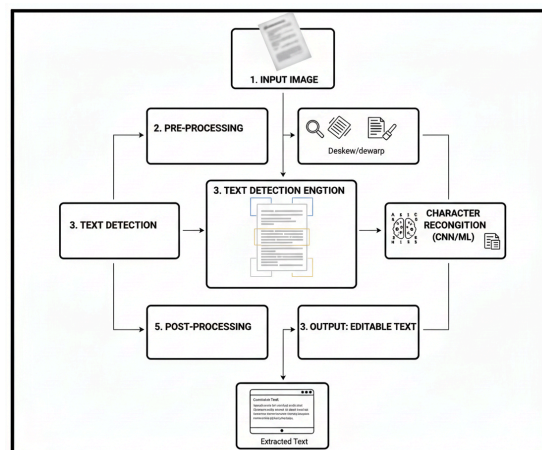 1. INPUT IMAGE
2. PRE-PROCESSING
Deskew/dewarp
3. TEXT DETECTION ENGTION
3. TEXT DETECTION
CHARACTER
RECONGITION
(CNN/ML)
5. POST-PROCESSING
3. OUTPUT: EDITABLE TEXT
Extracted Text